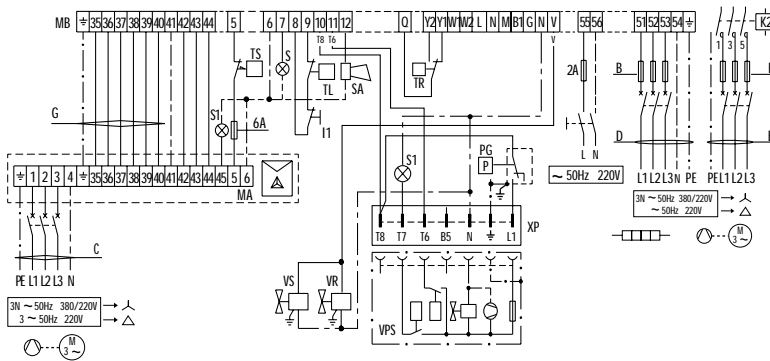 MB 35 36 37 38 39 40 41 42 43 44 5 6 7 8 9 10 11 12 Q Y2 Y1 W1 W2 L N M B1 G N V 55 56 51 52 53 54
T8 T6 V
1 3 5 K2
TS S TL SA TR 2A B
G S1 6A I1
D
L N L1 L2 L3 N PE PE L1 L2 L3
S1 PG P
~ 50Hz 220V
35 36 37 38 39 40 41 42 43 44 45 5 6
1 2 3 4 MA
3N ~ 50Hz 380/220V
~ 50Hz 220V
T8 T7 T6 B5 N L1 XP
C
M
3 ~
PE L1 L2 L3 N
VS VR
3N ~ 50Hz 380/220V
3 ~ 50Hz 220V
VPS
M
3 ~